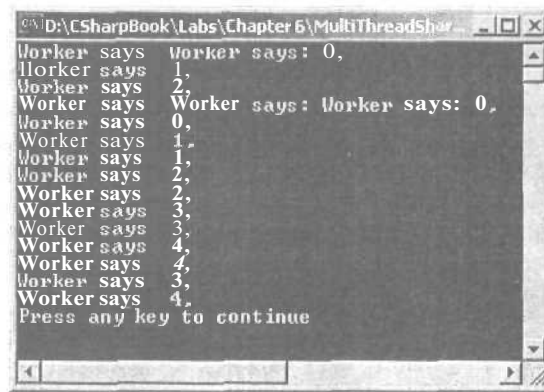 D:\CSharpBook\Labs\Chapter 6\MultiThreadShar...
Worker says Worker says: 0,
llorker says 1,
Worker says 2,
Worker says Worker says: Worker says: 0,
Worker says 0,
Worker says 1,
Worker says 1,
Worker says 2,
Worker says 2,
Worker says 3,
Worker says 3,
Worker says 4,
Worker says 4,
Worker says 3,
Worker says 4,
Press any key to continue